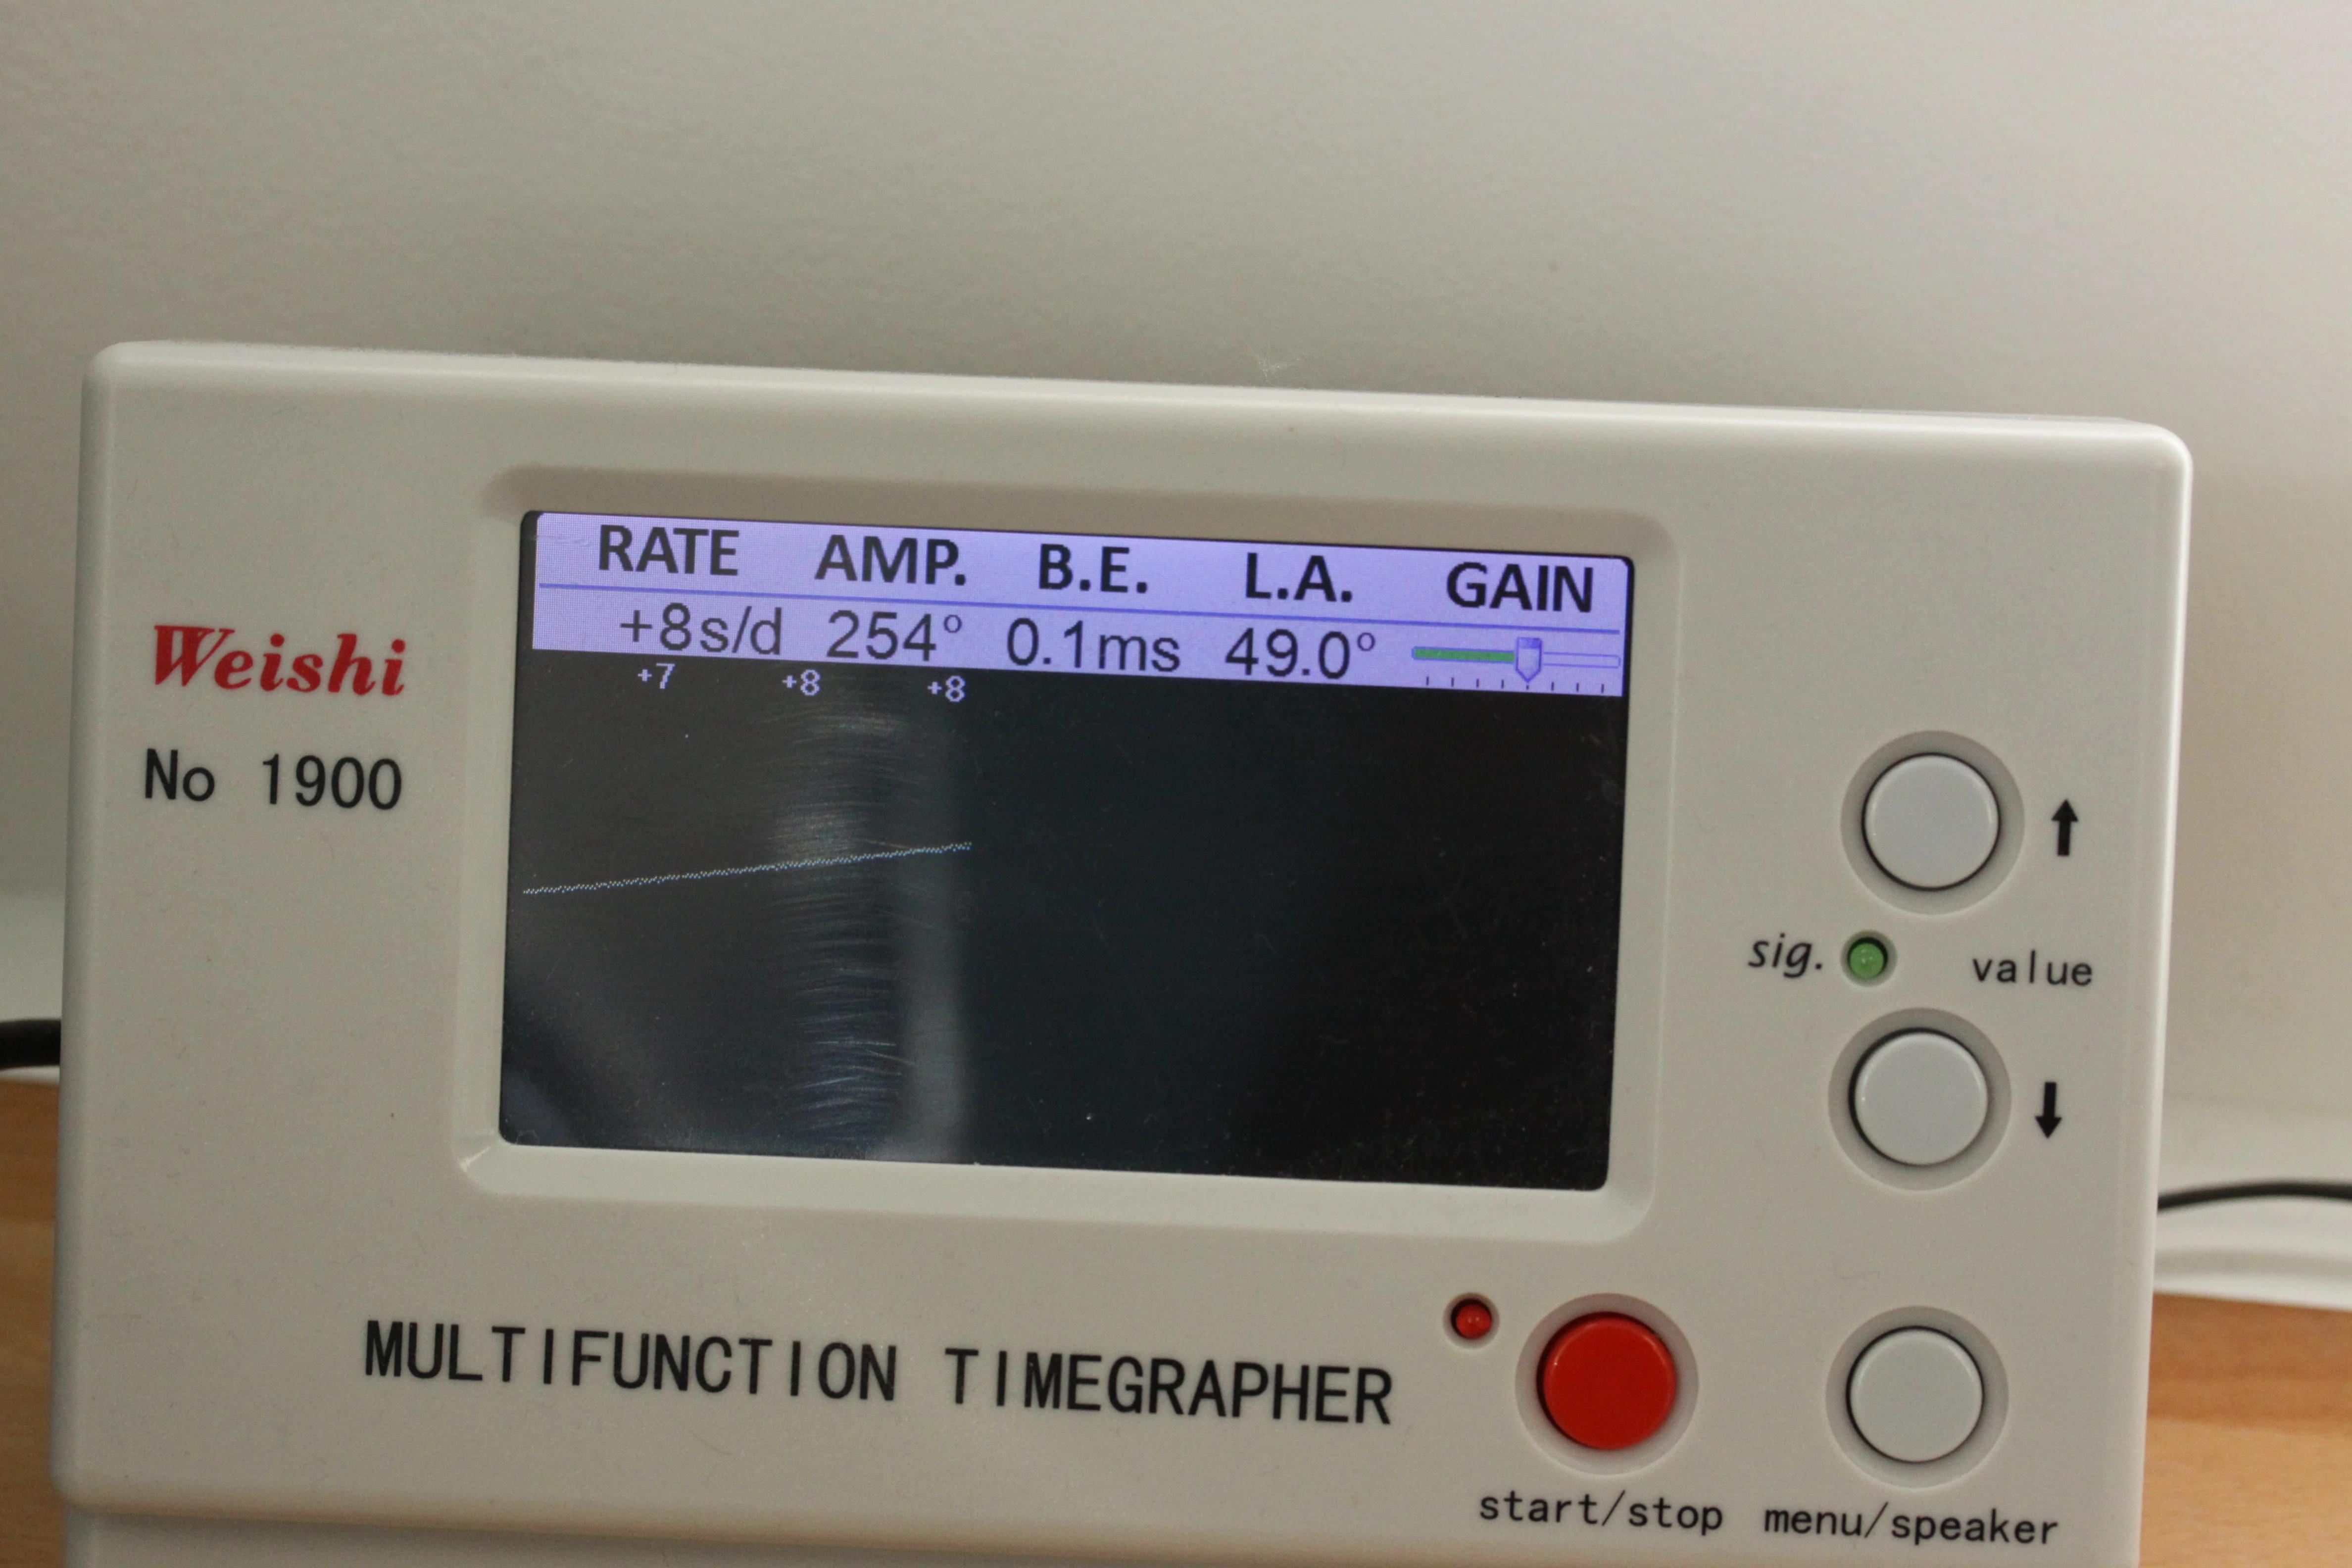 RATE AMP. B.E. L.A. GAIN
+8s/d 254° 0.1ms 49.0°
+7 +8 +8
Weishi
No 1900
sig. value
MULTIFUNCTION TIMEGRAPHER
start/stop menu/speaker